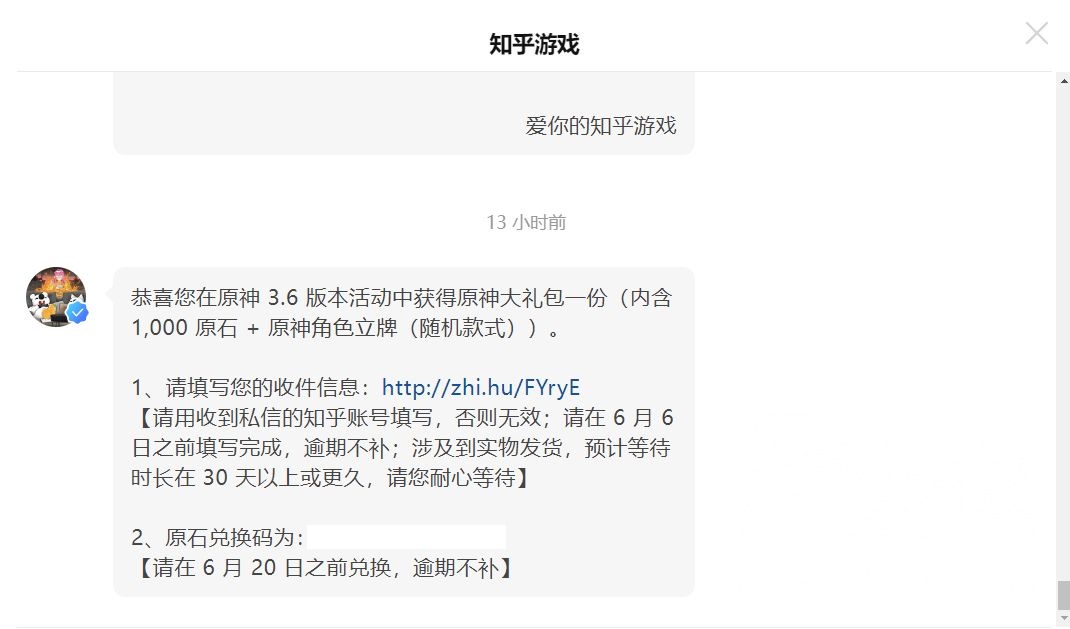 知乎游戏
爱你的知乎游戏
13 小时前
恭喜您在原神 3.6 版本活动中获得原神大礼包一份（内含
1,000 原石 + 原神角色立牌（随机款式））。
1、请填写您的收件信息：http://zhi.hu/FYryE
【请用收到私信的知乎账号填写，否则无效；请在 6 月 6
日之前填写完成，逾期不补；涉及到实物发货，预计等待
时长在 30 天以上或更久，请您耐心等待】
2、原石兑换码为：
【请在 6 月 20 日之前兑换，逾期不补】